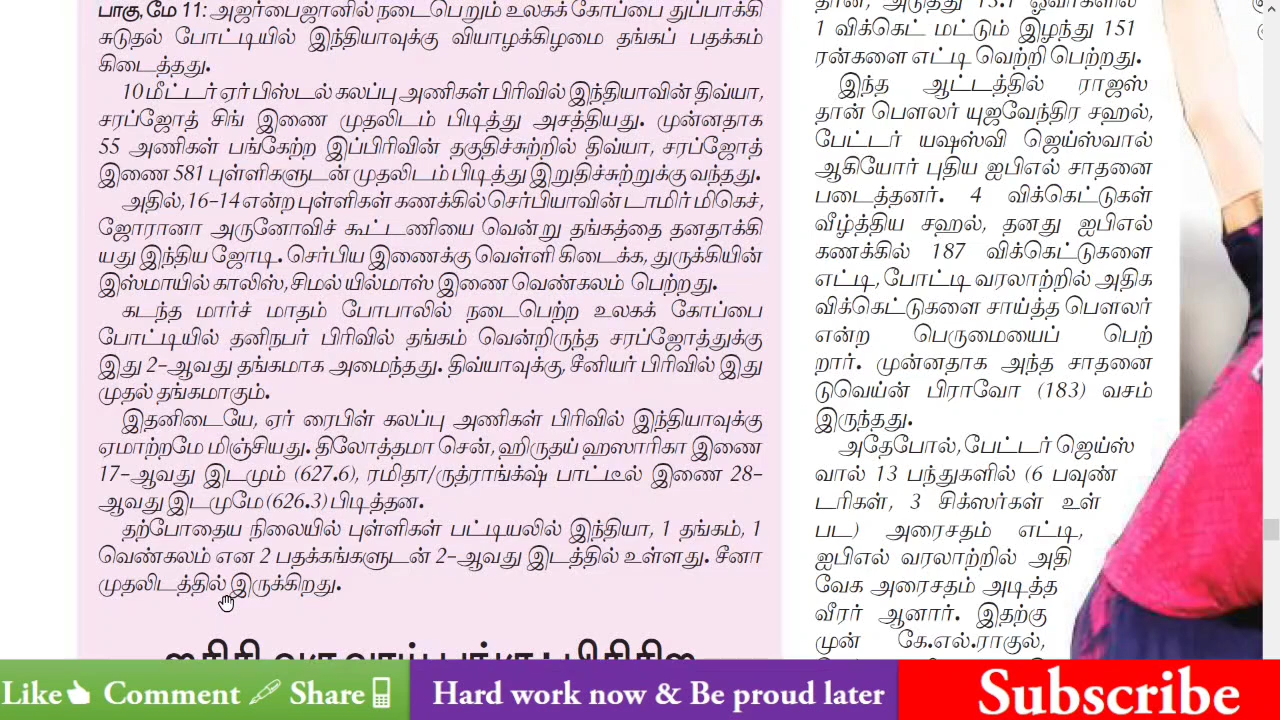 பாகு, மே 11: அஜர்பைஜானில் நடைபெறும் உலகக் கோப்பை துப்பாக்கி
சுடுதல் போட்டியில் இந்தியாவுக்கு வியாழக்கிழமை தங்கப் பதக்கம்
கிடைத்தது.
10 மீட்டர் ஏர் பிஸ்டல் கலப்பு அணிகள் பிரிவில் இந்தியாவின் திவ்யா,
சரப்ஜோத் சிங் இணை முதலிடம் பிடித்து அசத்தியது. முன்னதாக
55 அணிகள் பங்கேற்ற இப்பிரிவின் தகுதிச்சுற்றில் திவ்யா, சரப்ஜோத்
இணை 581 புள்ளிகளுடன் முதலிடம் பிடித்து இறுதிச்சுற்றுக்கு வந்தது.
அதில், 16-14 என்ற புள்ளிகள் கணக்கில் செர்பியாவின் டாமிர் மிகெச்,
ஜோரானா அருனோவிச் கூட்டணியை வென்று தங்கத்தை தனதாக்கி
யது இந்திய ஜோடி. செர்பிய இணைக்கு வெள்ளி கிடைக்க, துருக்கியின்
இஸ்மாயில் காலிஸ், சிமல் யில்மாஸ் இணை வெண்கலம் பெற்றது.
கடந்த மார்ச் மாதம் போபாலில் நடைபெற்ற உலகக் கோப்பை
போட்டியில் தனிநபர் பிரிவில் தங்கம் வென்றிருந்த சரப்ஜோத்துக்கு
இது 2-ஆவது தங்கமாக அமைந்தது. திவ்யாவுக்கு, சீனியர் பிரிவில் இது
முதல் தங்கமாகும்.
இதனிடையே, ஏர் ரைபிள் கலப்பு அணிகள் பிரிவில் இந்தியாவுக்கு
ஏமாற்றமே மிஞ்சியது. திலோத்தமா சென், ஹிருதய் ஹஸாரிகா இணை
17-ஆவது இடமும் (627.6), ரமிதா/ருத்ராங்க்ஷ் பாட்டீல் இணை 28-
ஆவது இடமுமே (626.3) பிடித்தன.
தற்போதைய நிலையில் புள்ளிகள் பட்டியலில் இந்தியா, 1 தங்கம், 1
வெண்கலம் என 2 பதக்கங்களுடன் 2-ஆவது இடத்தில் உள்ளது. சீனா
முதலிடத்தில் இருக்கிறது.
தான, அடுத்து 13.1 ஓவர்களில்
1 விக்கெட் மட்டும் இழந்து 151
ரன்களை எட்டி வெற்றி பெற்றது.
இந்த ஆட்டத்தில் ராஜஸ்
தான் பௌலர் யுஜவேந்திர சஹல்,
பேட்டர் யஷஸ்வி ஜெய்ஸ்வால்
ஆகியோர் புதிய ஐபிஎல் சாதனை
படைத்தனர். 4 விக்கெட்டுகள்
வீழ்த்திய சஹல், தனது ஐபிஎல்
கணக்கில் 187 விக்கெட்டுகளை
எட்டி, போட்டி வரலாற்றில் அதிக
விக்கெட்டுகளை சாய்த்த பௌலர்
என்ற பெருமையைப் பெற்
றார். முன்னதாக அந்த சாதனை
டுவெய்ன் பிராவோ (183) வசம்
இருந்தது.
அதேபோல், பேட்டர் ஜெய்ஸ்
வால் 13 பந்துகளில் (6 பவுண்
டரிகள், 3 சிக்ஸர்கள் உள்
பட) அரைசதம் எட்டி,
ஐபிஎல் வரலாற்றில் அதி
வேக அரைசதம் அடித்த
வீரர் ஆனார். இதற்கு
முன் கே.எல்.ராகுல்,
Like Comment Share
Hard work now & Be proud later
Subscribe